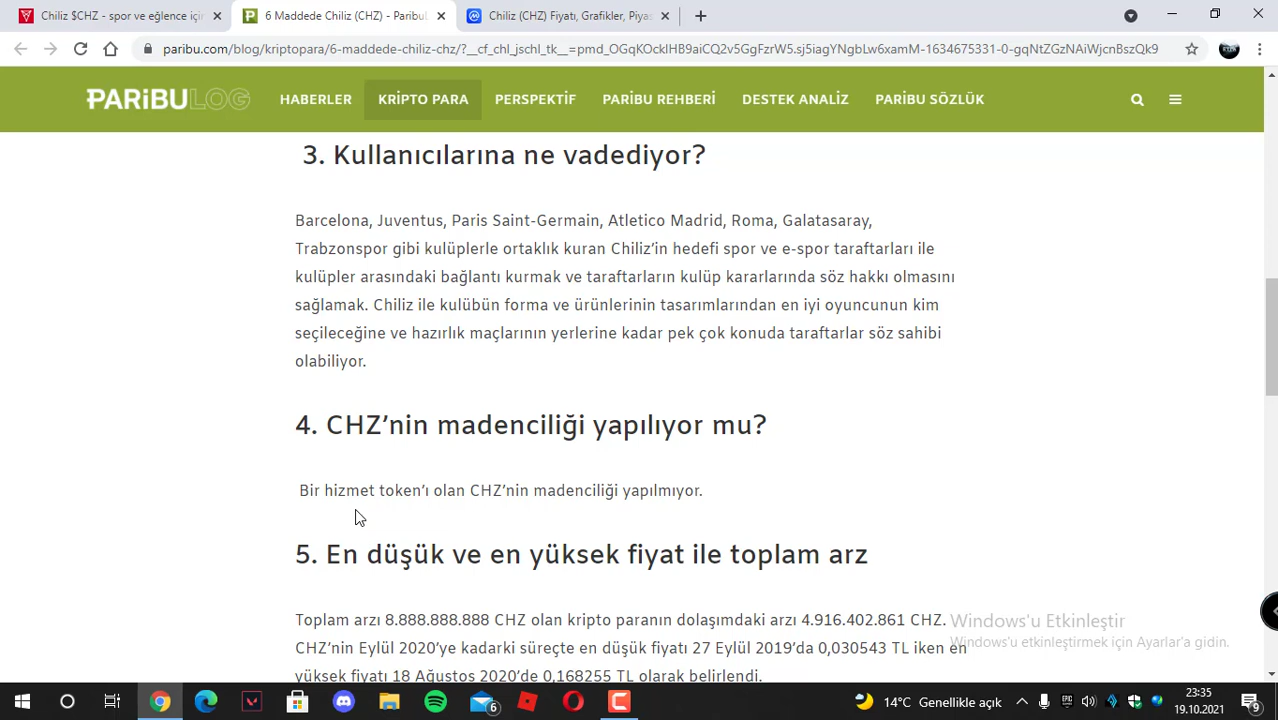 Chiliz $CHZ - spor ve eğlence içi
6 Maddede Chiliz (CHZ) - Paribu
Chiliz (CHZ) Fiyatı, Grafikler, Piyas
paribu.com/blog/kriptopara/6-maddede-chiliz-chz/?__cf_chl_jschl_tk__=pmd_OGqKOcklHB9aiCQ2v5GgFzrW5.sj5iagYNgbLw6xamM-1634675331-0-gqNtZGzNAiWjcnBszQk9
PARiBULOG
HABERLER
KRİPTO PARA
PERSPEKTİF
PARİBU REHBERİ
DESTEK ANALİZ
PARİBU SÖZLÜK
3. Kullanıcılarına ne vadediyor?
Barcelona, Juventus, Paris Saint-Germain, Atletico Madrid, Roma, Galatasaray,
Trabzonspor gibi kulüplerle ortaklık kuran Chiliz’in hedefi spor ve e-spor taraftarları ile
kulüpler arasındaki bağlantı kurmak ve taraftarların kulüp kararlarında söz hakkı olmasını
sağlamak. Chiliz ile kulübün forma ve ürünlerinin tasarımlarından en iyi oyuncunun kim
seçileceğine ve hazırlık maçlarının yerlerine kadar pek çok konuda taraftarlar söz sahibi
olabiliyor.
4. CHZ’nin madenciliği yapılıyor mu?
Bir hizmet token’ı olan CHZ’nin madenciliği yapılmıyor.
5. En düşük ve en yüksek fiyat ile toplam arz
Toplam arzı 8.888.888.888 CHZ olan kripto paranın dolaşımdaki arzı 4.916.402.861 CHZ.
CHZ’nin Eylül 2020’ye kadarki süreçte en düşük fiyatı 27 Eylül 2019’da 0,030543 TL iken en
yüksek fiyatı 18 Ağustos 2020’de 0,168255 TL olarak belirlendi.
Windows'u Etkinleştir
Windows'u etkinleştirmek için Ayarlar'a gidin.
6
14°C Genellikle açık
23:35
19.10.2021
9